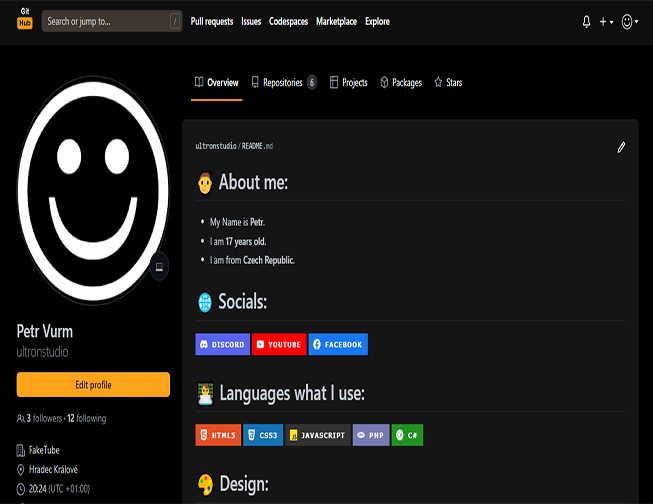 Git
Hub
Search or jump to...
/
Pull requests Issues Codespaces Marketplace Explore
Overview Repositories 6 Projects Packages Stars
ultronstudio/README.md
About me:
My Name is Petr.
I am 17 years old.
I am from Czech Republic.
Socials:
DISCORD YOUTUBE FACEBOOK
Petr Vurm
ultronstudio
Edit profile
3 followers · 12 following
Languages what I use:
HTML5 CSS3 JAVASCRIPT PHP C#
FakeTube
Hradec Králové
20:24 (UTC +01:00)
Design: